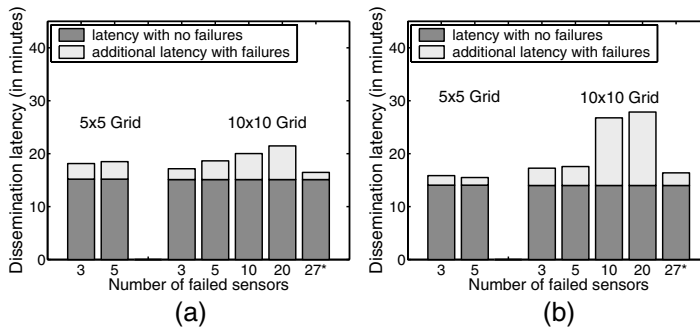 Dissemination latency (in minutes)
40
30
20
10
0
latency with no failures
additional latency with failures
5x5 Grid
10x10 Grid
3 5 3 5 10 20 27*
Number of failed sensors
(a)
Dissemination latency (in minutes)
40
30
20
10
0
latency with no failures
additional latency with failures
5x5 Grid
10x10 Grid
3 5 3 5 10 20 27*
Number of failed sensors
(b)